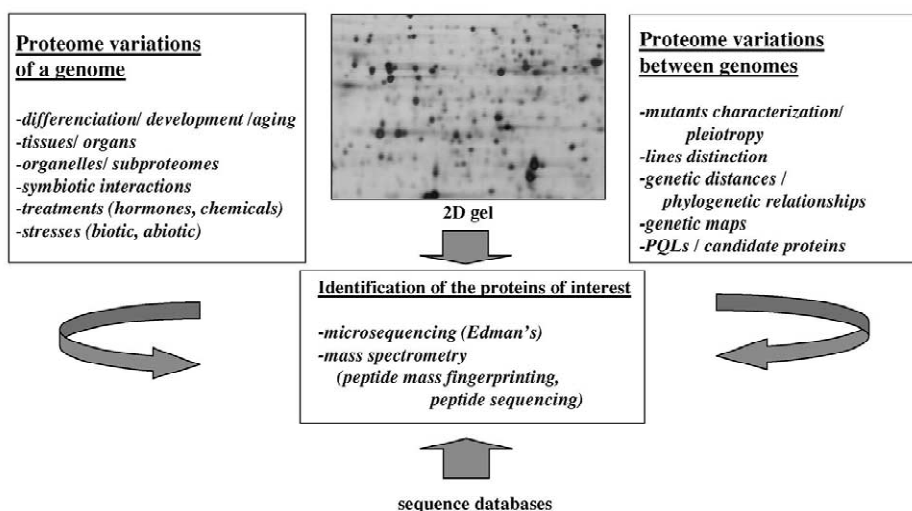 Proteome variations
of a genome
-differenciation/ development /aging
-tissues/ organs
-organelles/ subproteomes
-symbiotic interactions
-treatments (hormones, chemicals)
-stresses (biotic, abiotic)
2D gel
Proteome variations
between genomes
-mutants characterization/
pleiotropy
-lines distinction
-genetic distances /
phylogenetic relationships
-genetic maps
-PQLs / candidate proteins
Identification of the proteins of interest
-microsequencing (Edman's)
-mass spectrometry
(peptide mass fingerprinting,
peptide sequencing)
sequence databases